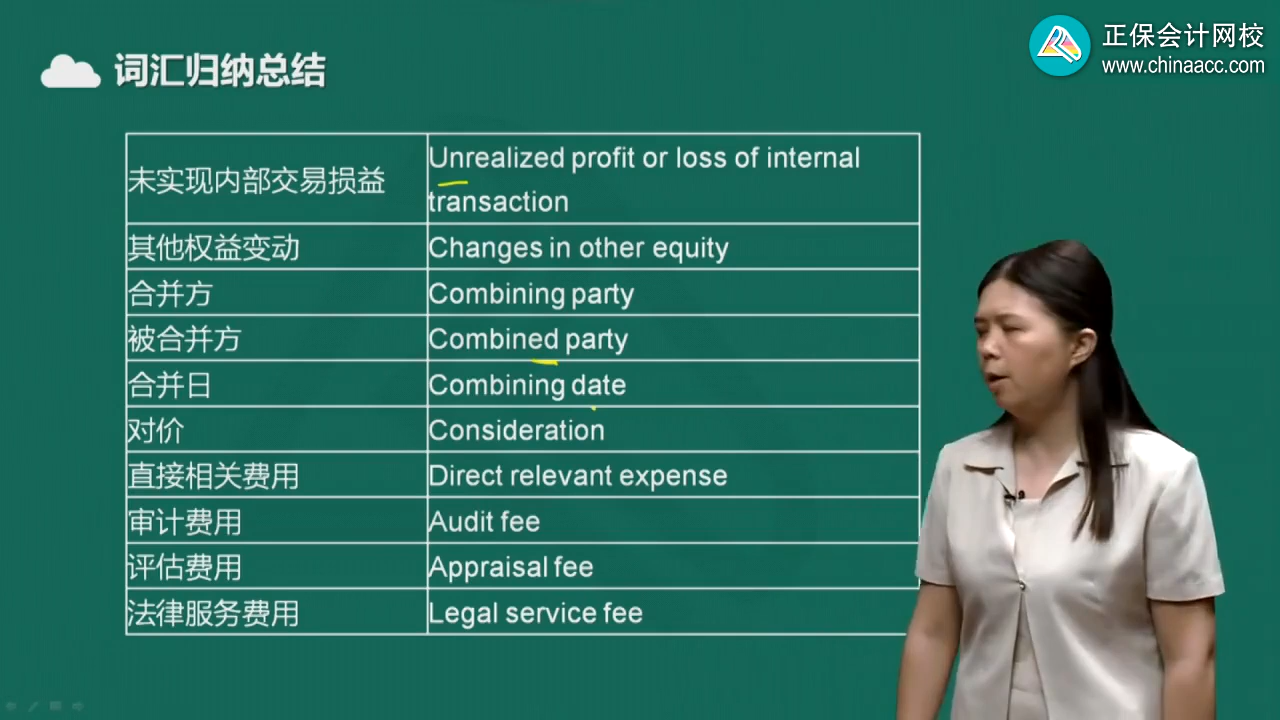 词汇归纳总结
正保会计网校
www.chinaacc.com
未实现内部交易损益
Unrealized profit or loss of internal
transaction
其他权益变动
Changes in other equity
合并方
Combining party
被合并方
Combined party
合并日
Combining date
对价
Consideration
直接相关费用
Direct relevant expense
审计费用
Audit fee
评估费用
Appraisal fee
法律服务费用
Legal service fee